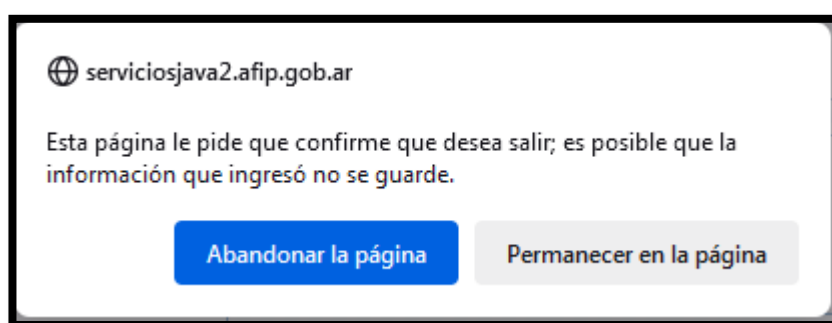 serviciosjava2.afip.gob.ar
Esta página le pide que confirme que desea salir; es posible que la
información que ingresó no se guarde.
Abandonar la página
Permanecer en la página